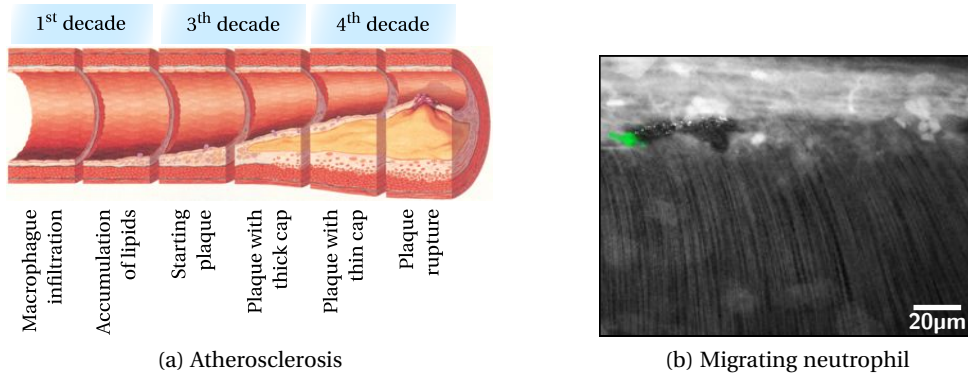 1st decade
3th decade
4th decade
Macrophague
infiltration
Accumulation
of lipids
Starting
plaque
Plaque with
thick cap
Plaque with
thin cap
Plaque
rupture
20µm
(a) Atherosclerosis
(b) Migrating neutrophil